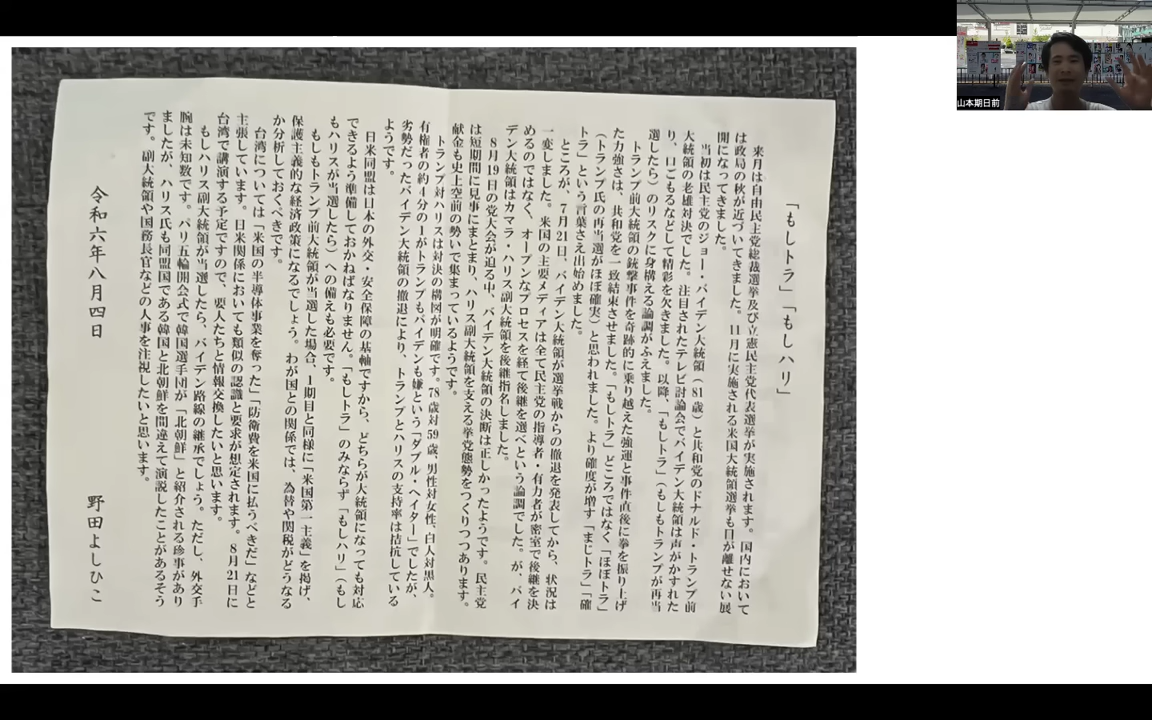 「もしトラ」「もしハリ」
来月は自由民主党総裁選挙及び立憲民主党代表選挙が実施されます。国内において
は政局の秋が近づいてきました。11月に実施される米国大統領選挙も目が離せない展
開になってきました。
当初は民主党のジョー・バイデン大統領（81歳）と共和党のドナルド・トランプ前
大統領の老雄対決でした。注目されたテレビ討論会でバイデン大統領は声がかすれた
り、口ごもるなどして精彩を欠きました。以降、「もしトラ」（もしもトランプが再当
選したら）のリスクに身構える論調がふえました。
トランプ前大統領の銃撃事件を奇跡的に乗り越えた強運と事件直後に拳を振り上げ
た力強さは、共和党を一致結束させました。「もしトラ」どころではなく「ほぼトラ」
（トランプ氏の再当選がほぼ確実）と思われました。より確度が増す「まじトラ」「確
トラ」という言葉さえ出始めました。
ところが、7月21日、バイデン大統領が選挙戦からの撤退を発表してから、状況は
一変しました。米国の主要メディアは全て民主党の指導者・有力者が密室で後継を決
めるのではなく、オープンなプロセスを経て後継を選べという論調でした。が、バイ
デン大統領はカマラ・ハリス副大統領を後継指名しました。
8月19日の党大会が迫る中、バイデン大統領の決断は正しかったようです。民主党
は短期間に見事にまとまり、ハリス副大統領を支える挙党態勢をつくりつつあります。
献金も史上空前の勢いで集まっているようです。
トランプ対ハリスは対決の構図が明確です。78歳対59歳、男性対女性、白人対黒人。
有権者の約4分の1がトランプもバイデンも嫌という「ダブル・ヘイター」でしたが、
劣勢だったバイデン大統領の撤退により、トランプとハリスの支持率は拮抗している
ようです。
日米同盟は日本の外交・安全保障の基軸ですから、どちらが大統領になっても対応
できるよう準備しておかねばなりません。「もしトラ」のみならず「もしハリ」（もし
もハリスが当選したら）への備えも必要です。
もしもトランプ前大統領が当選した場合、1期目と同様に「米国第一主義」を掲げ、
保護主義的な経済政策になるでしょう。わが国との関係では、為替や関税がどうなる
か分析しておくべきです。
台湾については「米国の半導体事業を奪った」「防衛費を米国に払うべきだ」などと
主張しています。日米関係においても類似の認識と要求が想定されます。8月21日に
台湾で講演する予定ですので、要人たちと情報交換したいと思います。
もしハリス副大統領が当選したら、バイデン路線の継承でしょう。ただし、外交手
腕は未知数です。パリ五輪開会式で韓国選手団が「北朝鮮」と紹介される珍事があり
ましたが、ハリス氏も同盟国である韓国と北朝鮮を間違えて演説したことがあるそう
です。副大統領や国務長官などの人事を注視したいと思います。
令和六年八月四日
野田よしひこ
山本期日前